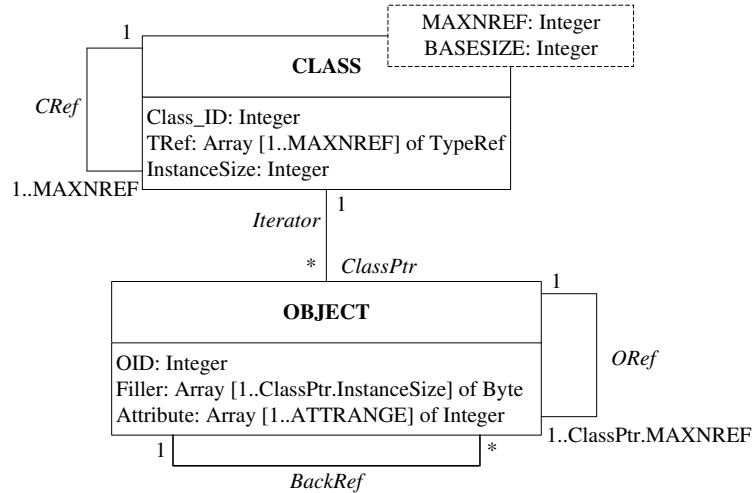 MAXNREF: Integer
BASESIZE: Integer
1
CLASS
CRef
Class_ID: Integer
TRef: Array [1..MAXNREF] of TypeRef
InstanceSize: Integer
1..MAXNREF
1
Iterator
* ClassPtr
1
OBJECT
ORef
OID: Integer
Filler: Array [1..ClassPtr.InstanceSize] of Byte
Attribute: Array [1..ATTRANGE] of Integer
1..ClassPtr.MAXNREF
1 *
BackRef